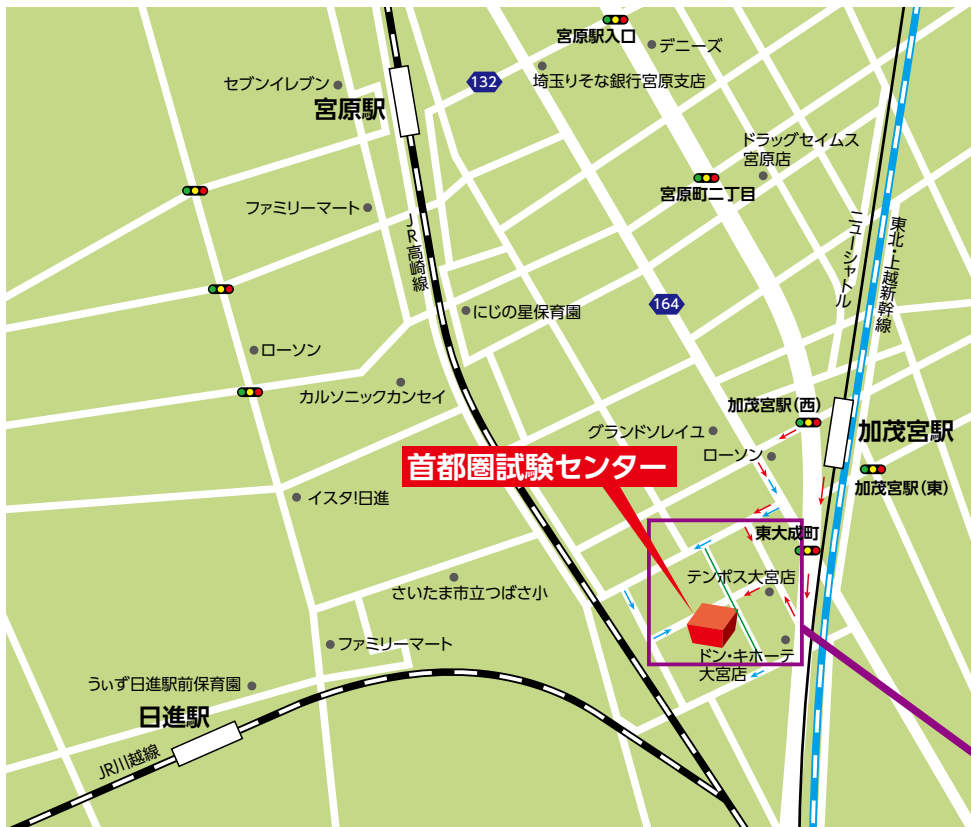 宮原駅入口
デニーズ
132
埼玉りそな銀行宮原支店
セブンイレブン
宮原駅
ドラッグセイムス
宮原店
宮原町二丁目
ファミリーマート
JR高崎線
ニューシャトル
東北・上越新幹線
164
にじの星保育園
ローソン
カルソニックカンセイ
加茂宮駅(西)
グランドソレイユ
加茂宮駅
ローソン
首都圏試験センター
加茂宮駅(東)
イスタ!日進
東大成町
テンポス大宮店
さいたま市立つばさ小
ファミリーマート
ドン・キホーテ
大宮店
うぃず日進駅前保育園
日進駅
JR川越線